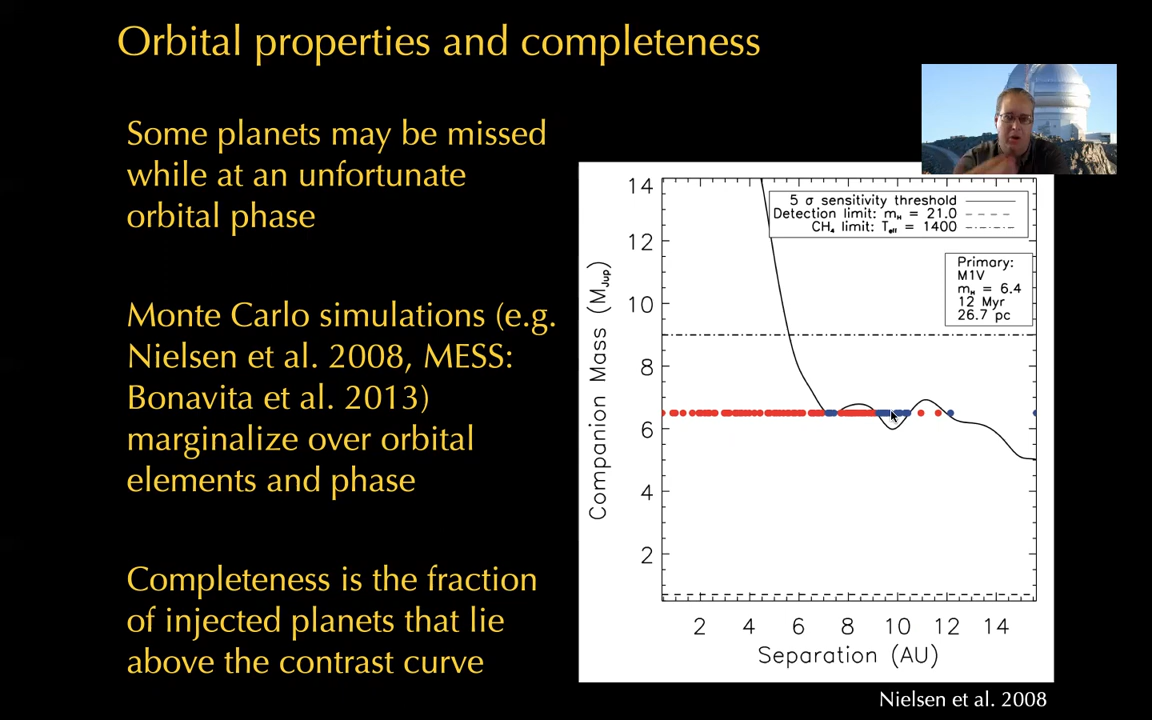 Orbital properties and completeness
Some planets may be missed
while at an unfortunate
orbital phase
Monte Carlo simulations (e.g.
Nielsen et al. 2008, MESS:
Bonavita et al. 2013)
marginalize over orbital
elements and phase
Completeness is the fraction
of injected planets that lie
above the contrast curve
5 σ sensitivity threshold
Detection limit: m_H = 21.0
CH₄ limit: T_eff = 1400
Primary:
M1V
m_H = 6.4
12 Myr
26.7 pc
Companion Mass (M_Jup)
14
12
10
8
6
4
2
2 4 6 8 10 12 14
Separation (AU)
Nielsen et al. 2008